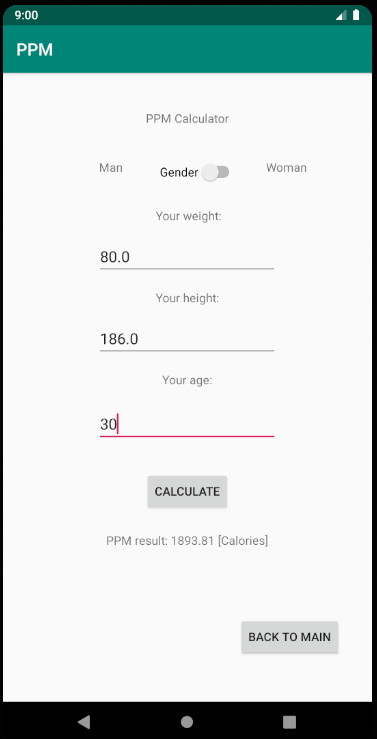 9:00
PPM
PPM Calculator
Man Gender Woman
Your weight:
80.0
Your height:
186.0
Your age:
30
CALCULATE
PPM result: 1893.81 [Calories]
BACK TO MAIN